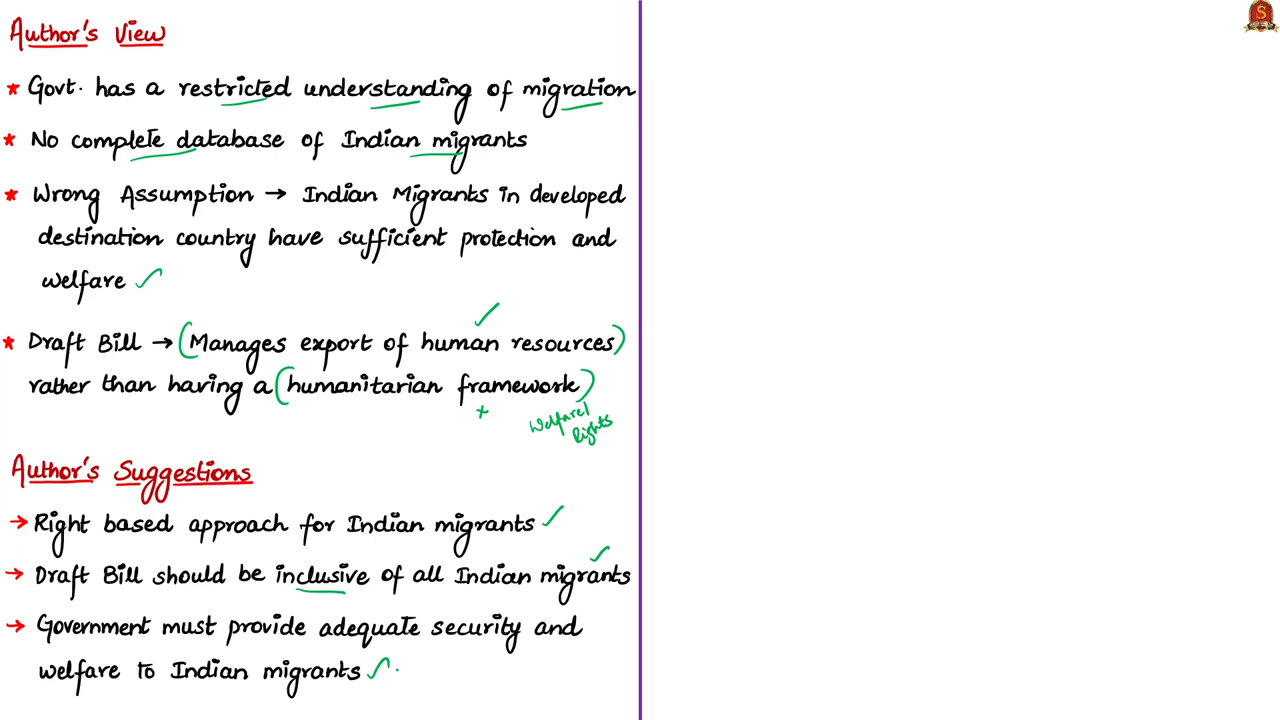 Author's View
* Govt. has a restricted understanding of migration
* No complete database of Indian migrants
* Wrong Assumption → Indian Migrants in developed
destination country have sufficient protection and
welfare ✓
* Draft Bill → (Manages export of human resources) ✓
rather than having a (humanitarian framework)
+ Welfare/
Rights
Author's Suggestions
→ Right based approach for Indian migrants ✓
→ Draft Bill should be inclusive of all Indian migrants ✓
→ Government must provide adequate security and
welfare to Indian migrants ✓
S